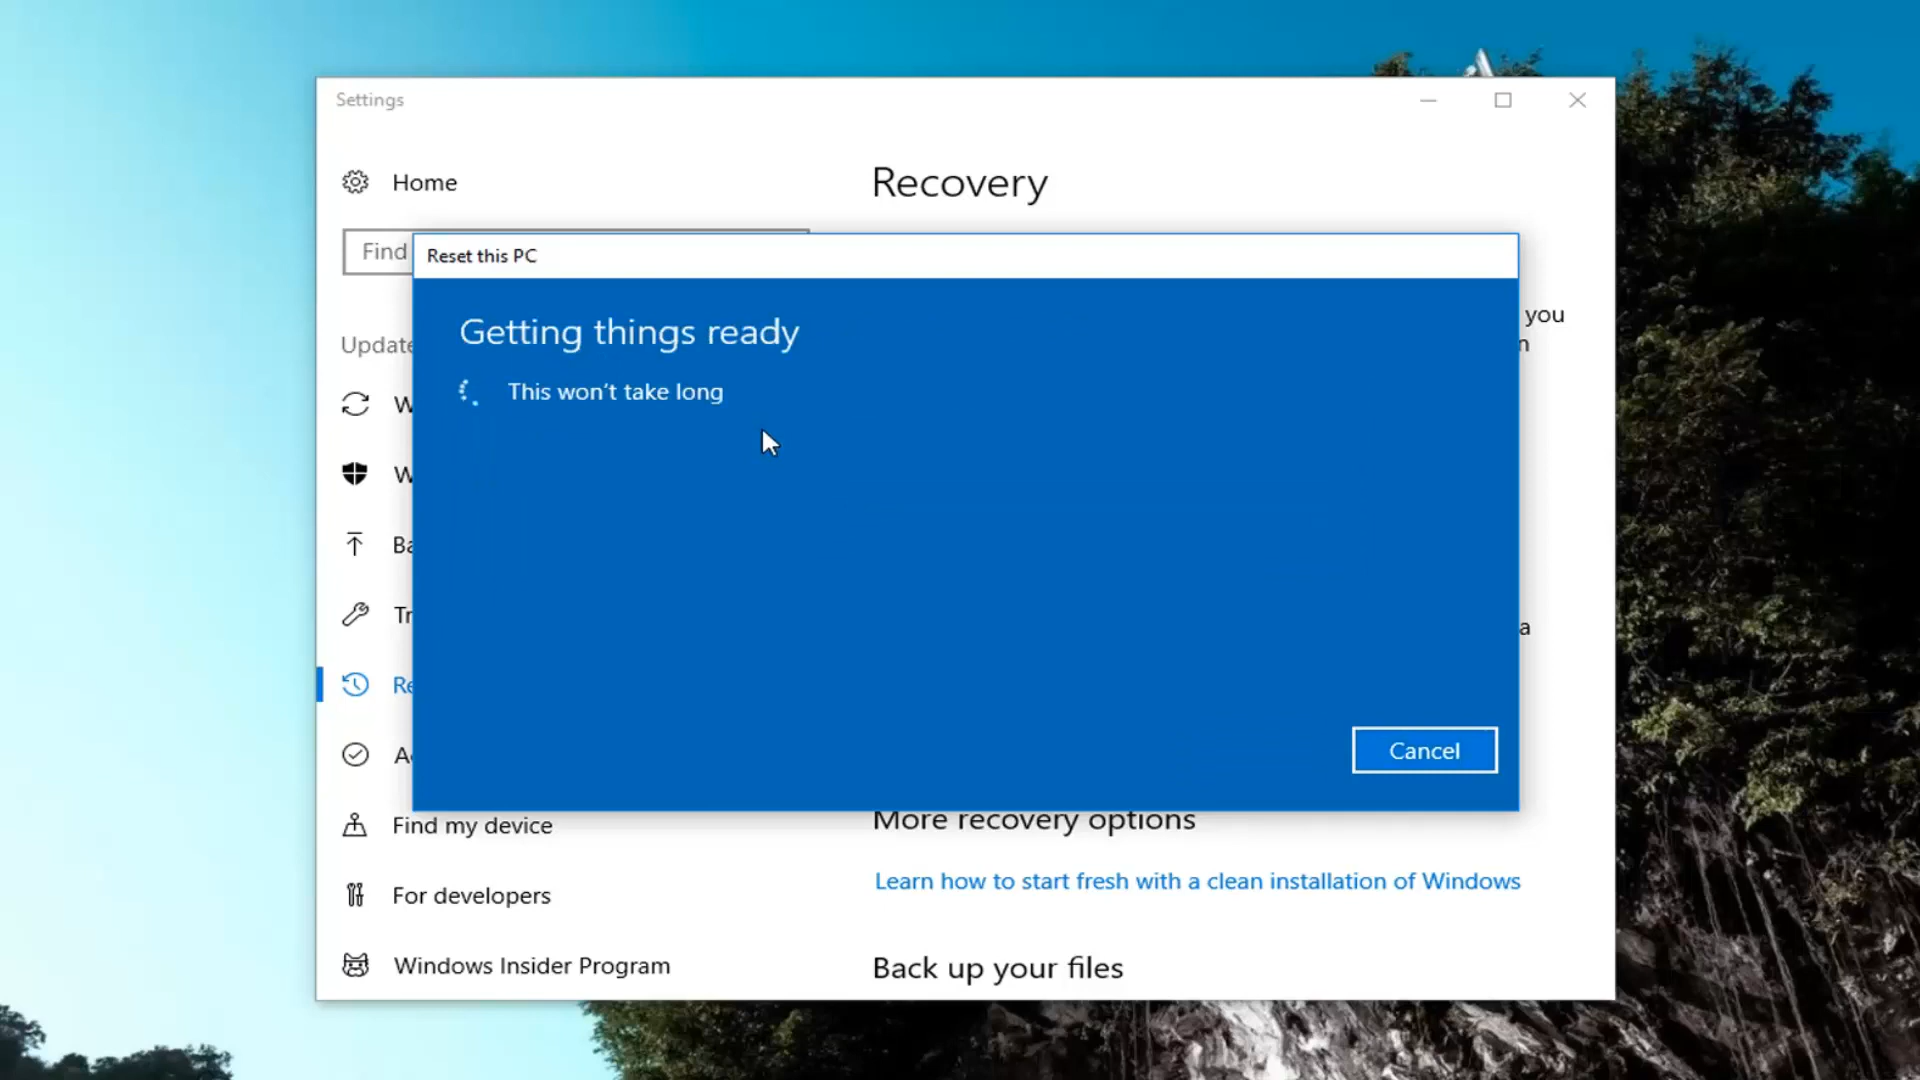 Settings
Home
Recovery
Find
Reset this PC
Getting things ready
This won't take long
you
Update
Cancel
Find my device
More recovery options
Learn how to start fresh with a clean installation of Windows
For developers
Windows Insider Program
Back up your files